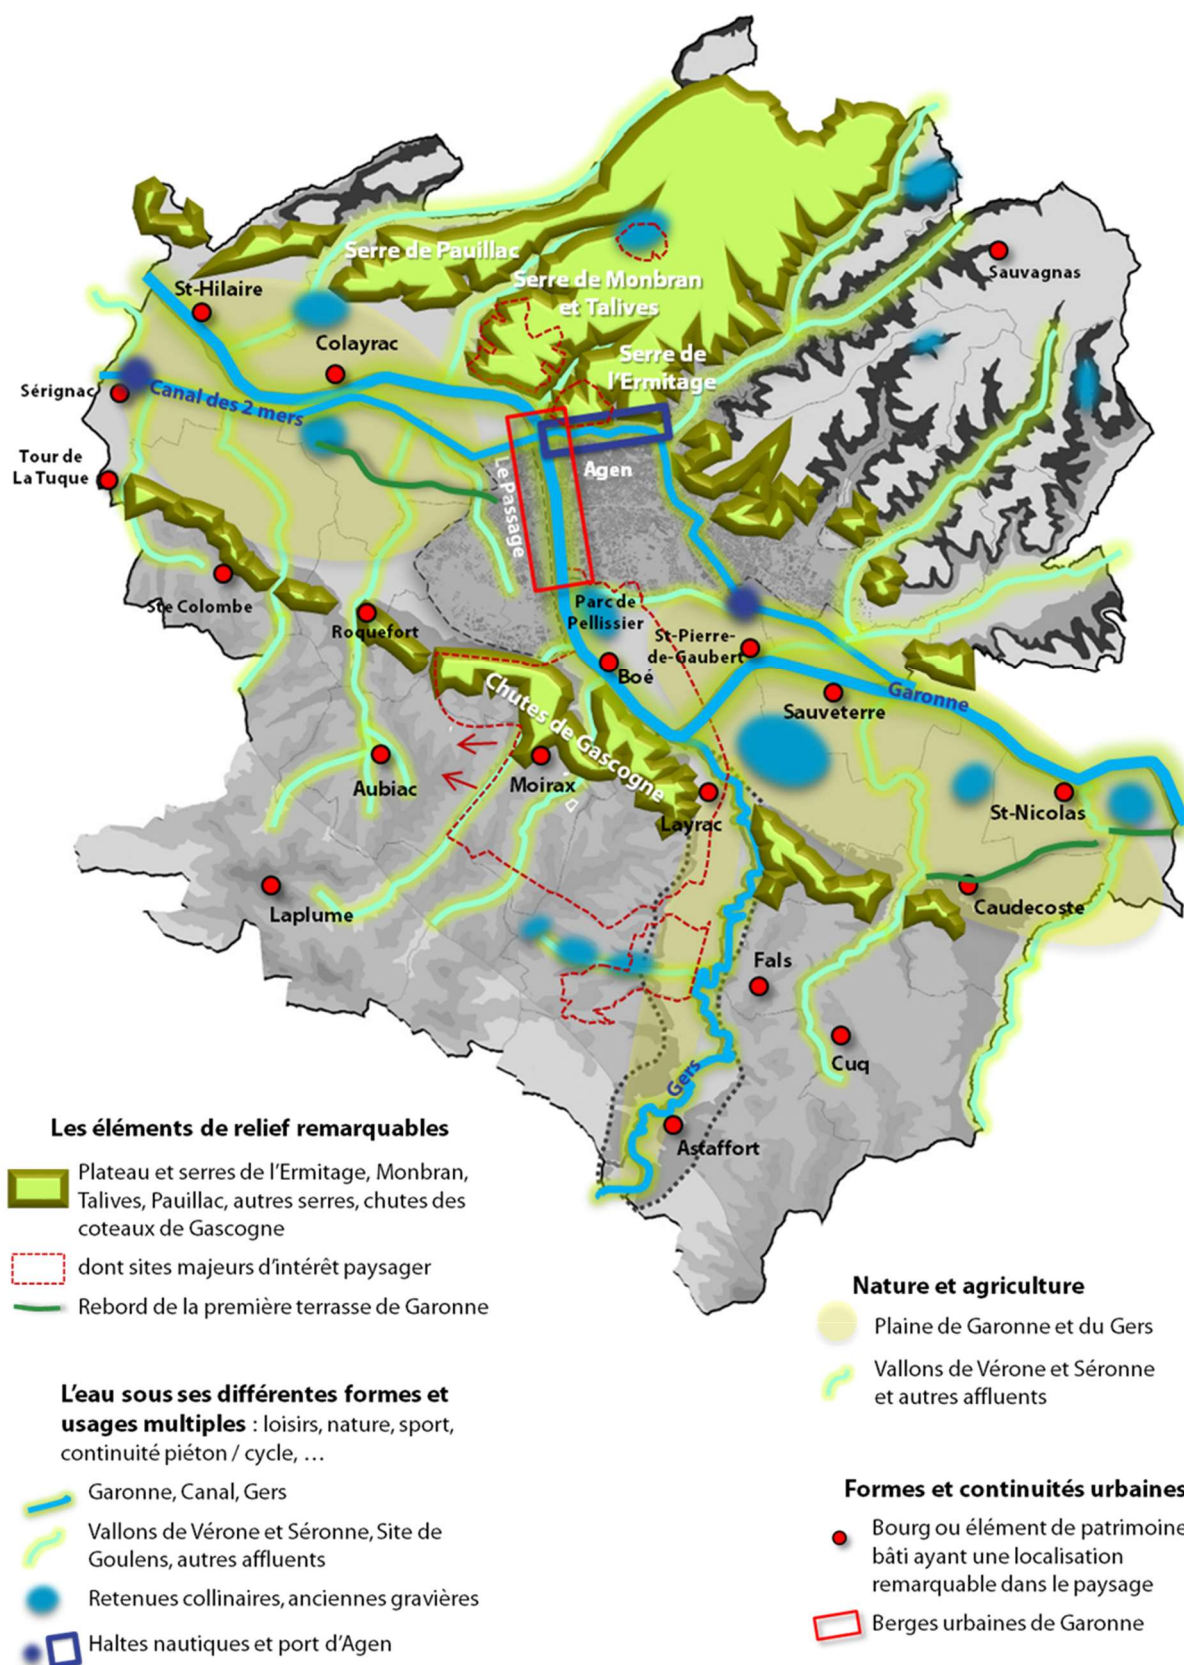 Serre de Pauillac
Sauvagnas
Serre de Monbran
et Talives
St-Hilaire
Colayrac
Serre de
l'Ermitage
Sérignac
Canal des 2 mers
Tour de
La Tuque
Agen
Le Passage
Ste Colombe
Roquefort
Parc de
Pellissier
St-Pierre-
de-Gaubert
Boé
Garonne
Sauveterre
Chutes de Gascogne
Aubiac
Moirax
Layrac
St-Nicolas
Laplume
Caudecoste
Fals
Cuq
Gers
Astaffort
Les éléments de relief remarquables
Plateau et serres de l'Ermitage, Monbran,
Talives, Pauillac, autres serres, chutes des
coteaux de Gascogne
dont sites majeurs d'intérêt paysager
Rebord de la première terrasse de Garonne
L'eau sous ses différentes formes et
usages multiples : loisirs, nature, sport,
continuité piéton / cycle, …
Garonne, Canal, Gers
Vallons de Vérone et Séronne, Site de
Goulens, autres affluents
Retenues collinaires, anciennes gravières
Haltes nautiques et port d'Agen
Nature et agriculture
Plaine de Garonne et du Gers
Vallons de Vérone et Séronne
et autres affluents
Formes et continuités urbaines
Bourg ou élément de patrimoine
bâti ayant une localisation
remarquable dans le paysage
Berges urbaines de Garonne